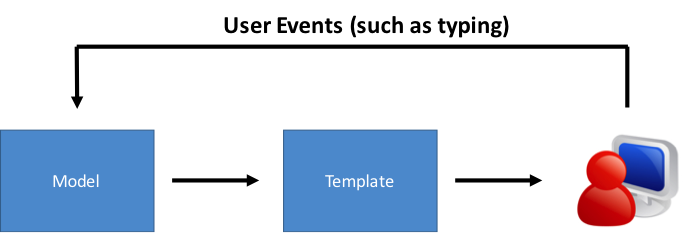 User Events (such as typing)
Model
Template